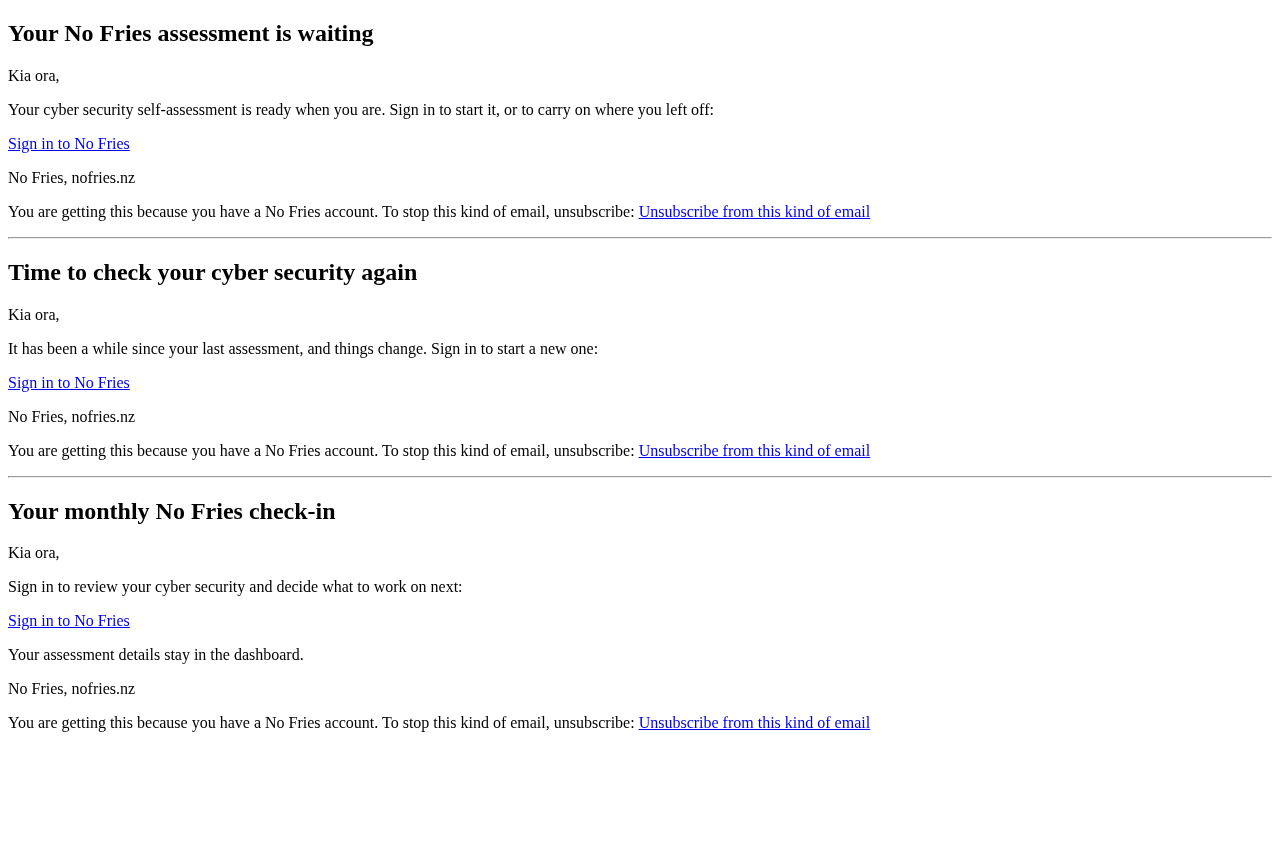 Your No Fries assessment is waiting
Kia ora,
Your cyber security self-assessment is ready when you are. Sign in to start it, or to carry on where you left off:
Sign in to No Fries
No Fries, nofries.nz
You are getting this because you have a No Fries account. To stop this kind of email, unsubscribe: Unsubscribe from this kind of email
Time to check your cyber security again
Kia ora,
It has been a while since your last assessment, and things change. Sign in to start a new one:
Sign in to No Fries
No Fries, nofries.nz
You are getting this because you have a No Fries account. To stop this kind of email, unsubscribe: Unsubscribe from this kind of email
Your monthly No Fries check-in
Kia ora,
Sign in to review your cyber security and decide what to work on next:
Sign in to No Fries
Your assessment details stay in the dashboard.
No Fries, nofries.nz
You are getting this because you have a No Fries account. To stop this kind of email, unsubscribe: Unsubscribe from this kind of email